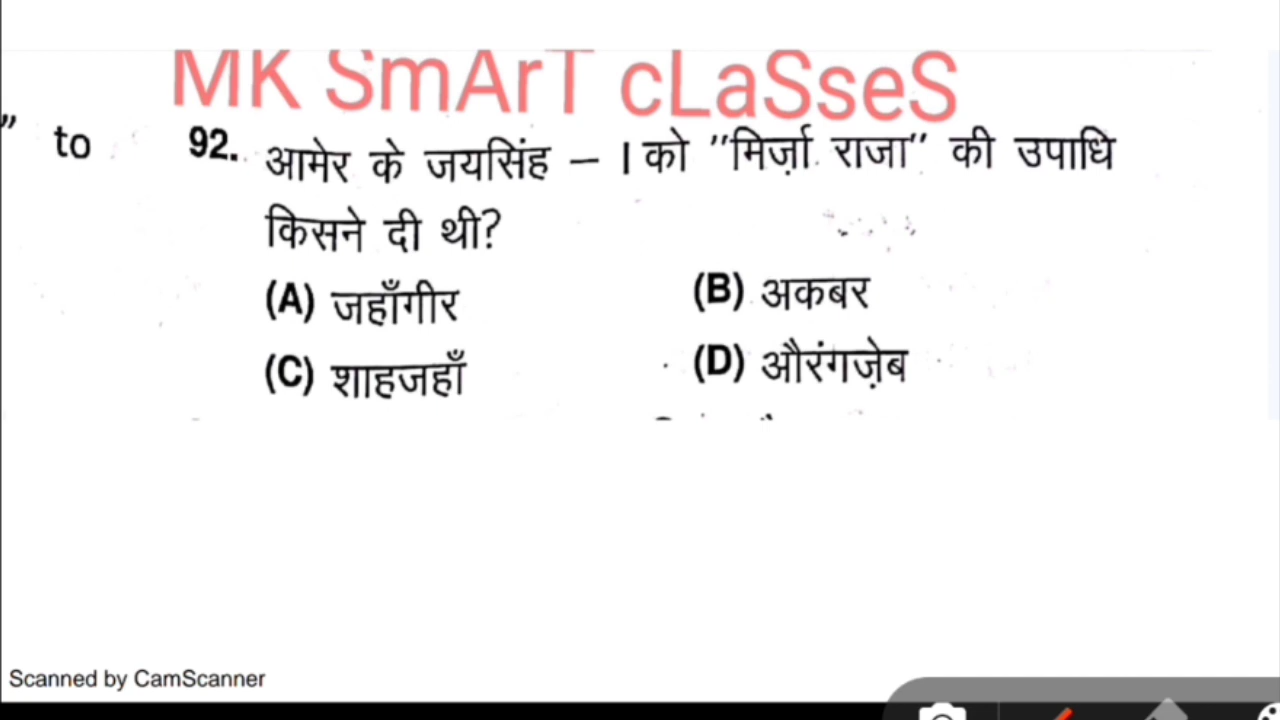 MK SmArT cLaSseS
" to
92. आमेर के जयसिंह – I को "मिर्ज़ा राजा" की उपाधि
किसने दी थी?
(A) जहाँगीर (B) अकबर
(C) शाहजहाँ (D) औरंगज़ेब
Scanned by CamScanner